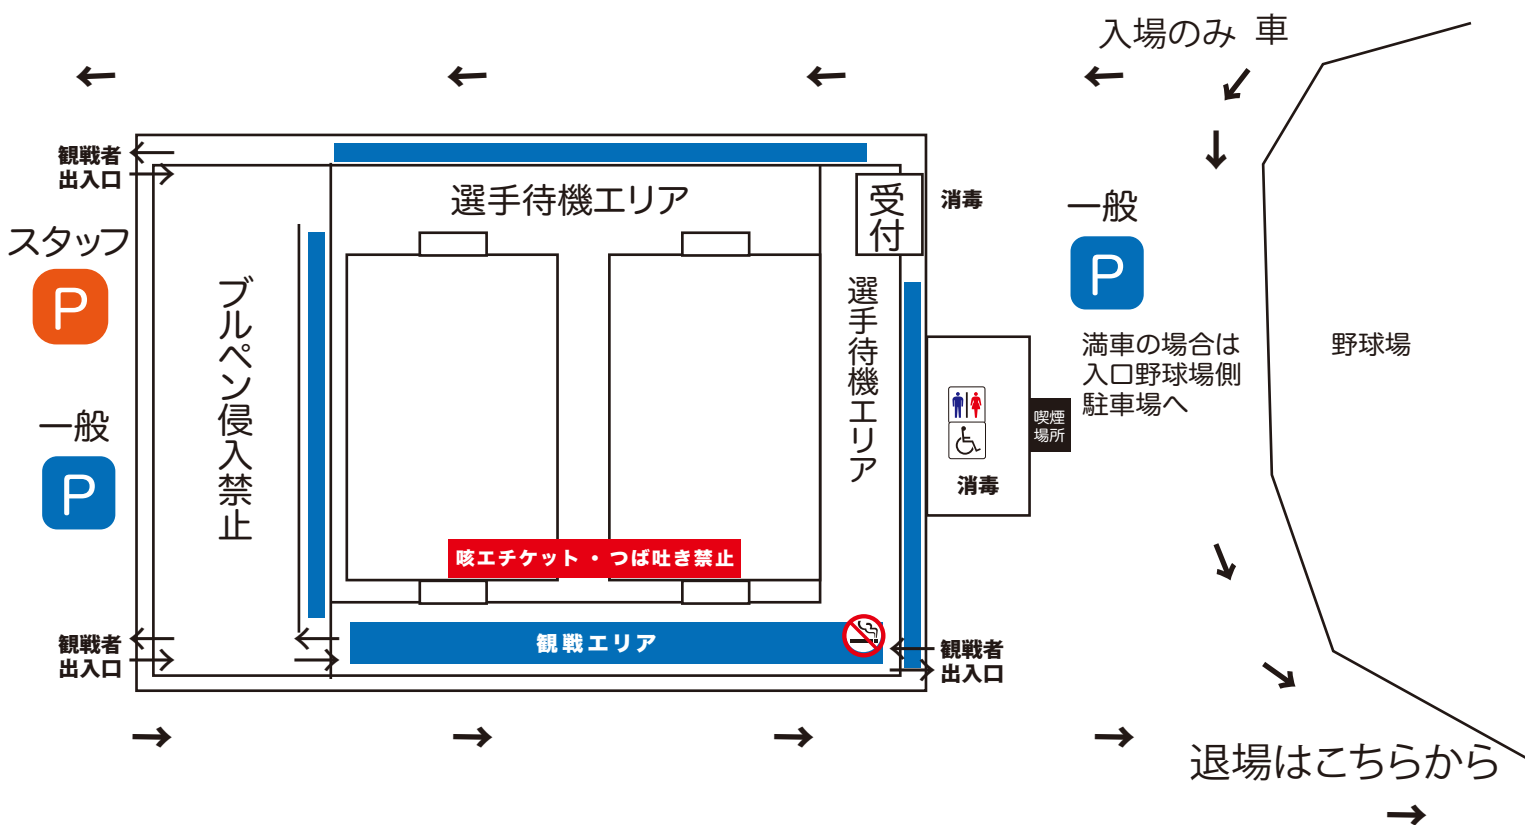 入場のみ 車
観戦者
出入口
スタッフ
P
一般
P
ブルペン侵入禁止
選手待機エリア
受付
消毒
一般
P
満車の場合は
入口野球場側
駐車場へ
野球場
選手待機エリア
喫煙
場所
消毒
咳エチケット・つば吐き禁止
観戦エリア
観戦者
出入口
観戦者
出入口
退場はこちらから